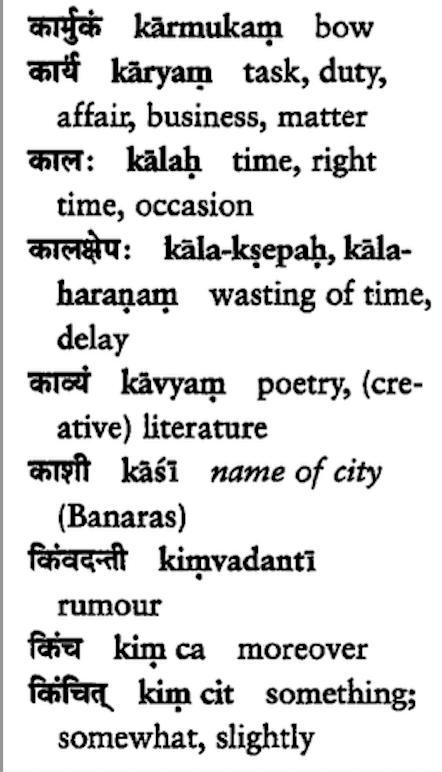 कार्मुकं kārmukaṃ bow
कार्यं kāryaṃ task, duty,
affair, business, matter
कालः kālaḥ time, right
time, occasion
कालक्षेपः kāla-kṣepaḥ, kāla-
haraṇaṃ wasting of time,
delay
काव्यं kāvyaṃ poetry, (cre-
ative) literature
काशी kāśī name of city
(Banaras)
किंवदन्ती kiṃvadantī
rumour
किंच kiṃ ca moreover
किंचित् kiṃ cit something;
somewhat, slightly